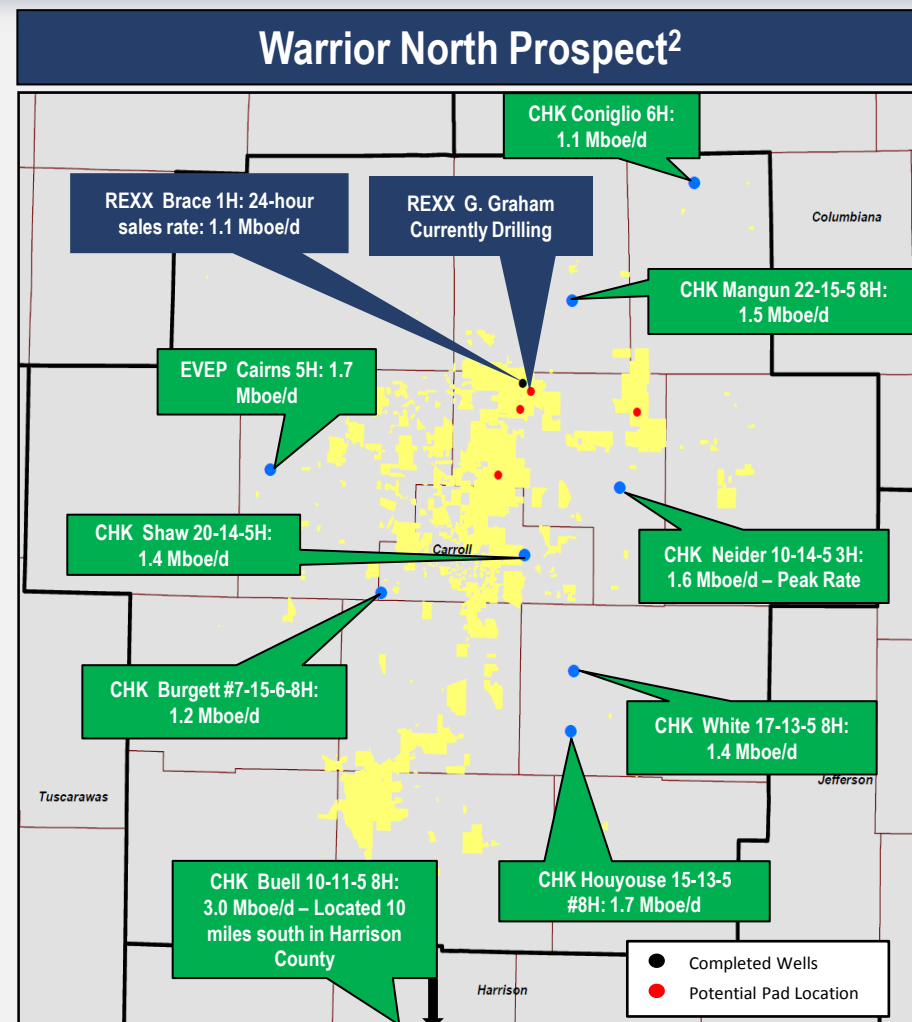 Warrior North Prospect2
CHK Coniglio 6H:
1.1 Mboe/d
REXX Brace 1H: 24-hour
sales rate: 1.1 Mboe/d
REXX G. Graham
Currently Drilling
Columbiana
CHK Mangun 22-15-5 8H:
1.5 Mboe/d
EVEP Cairns 5H: 1.7
Mboe/d
CHK Shaw 20-14-5H:
1.4 Mboe/d
Carroll
CHK Neider 10-14-5 3H:
1.6 Mboe/d – Peak Rate
CHK Burgett #7-15-6-8H:
1.2 Mboe/d
CHK White 17-13-5 8H:
1.4 Mboe/d
Jefferson
Tuscarawas
CHK Buell 10-11-5 8H:
3.0 Mboe/d – Located 10
miles south in Harrison
County
CHK Houyouse 15-13-5
#8H: 1.7 Mboe/d
Harrison
Completed Wells
Potential Pad Location